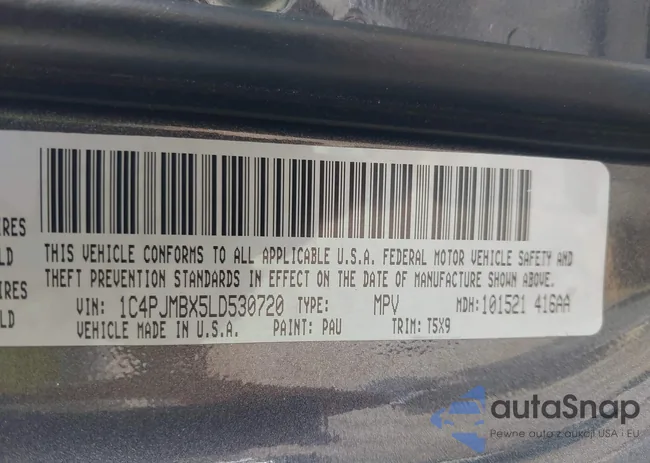 IRES
LD
IRES
LD
THIS VEHICLE CONFORMS TO ALL APPLICABLE U.S.A. FEDERAL MOTOR VEHICLE SAFETY AND
THEFT PREVENTION STANDARDS IN EFFECT ON THE DATE OF MANUFACTURE SHOWN ABOVE.
VIN: 1C4PJMBX5LD530720 TYPE: MPV MDH: 101521 416AA
VEHICLE MADE IN U.S.A. PAINT: PAU TRIM: T5X9
autaSnap
Pewne auto z aukcji USA i EU